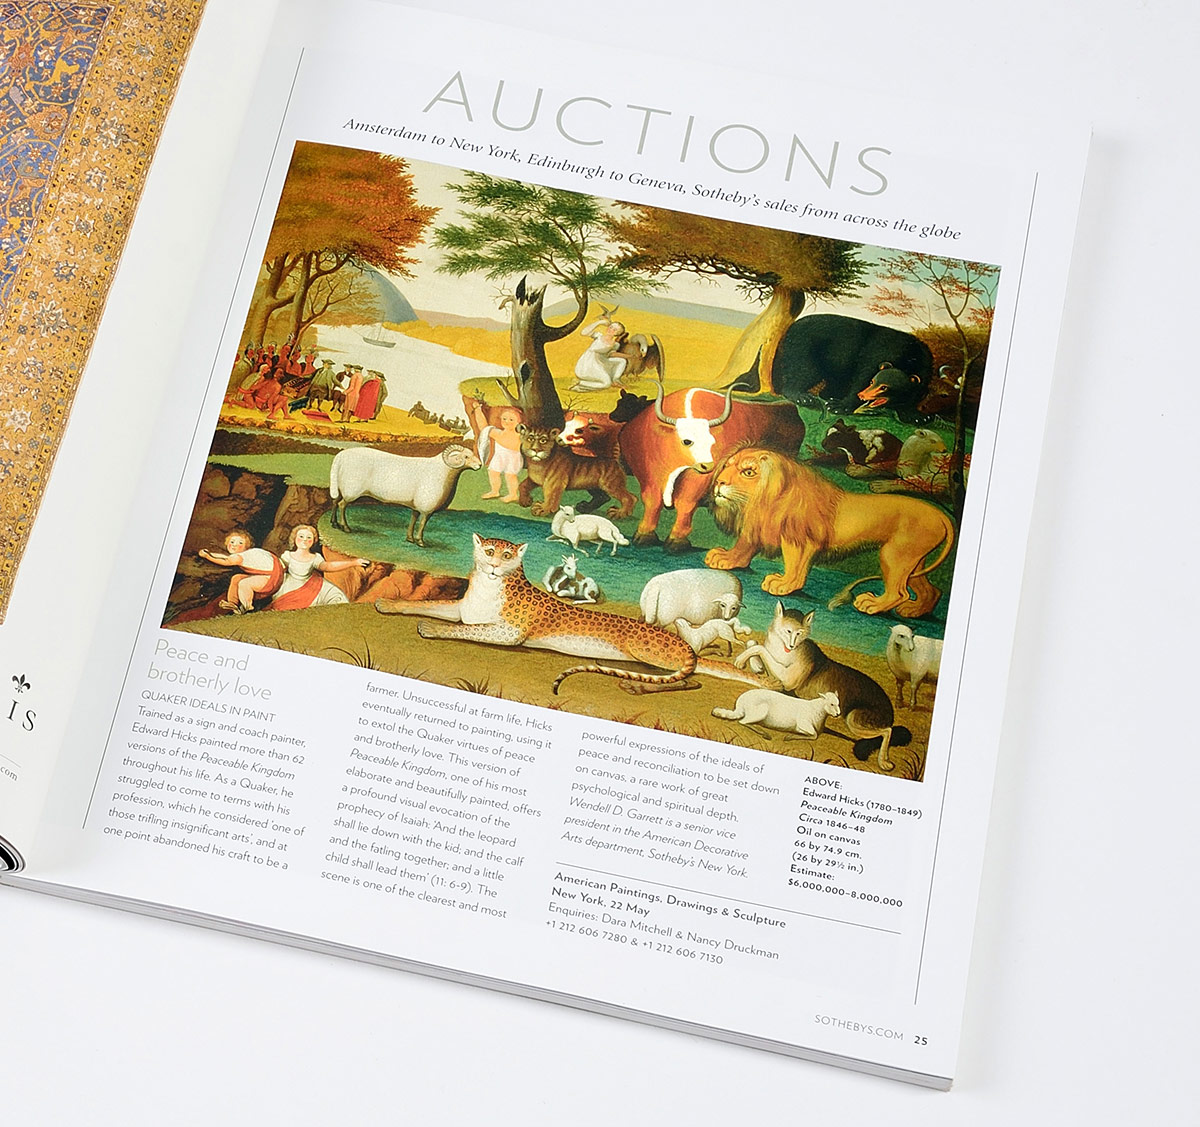 AUCTIONS
Amsterdam to New York, Edinburgh to Geneva, Sotheby's sales from across the globe
Peace and
brotherly love
QUAKER IDEALS IN PAINT
Trained as a sign and coach painter,
Edward Hicks painted more than 62
versions of the Peaceable Kingdom
throughout his life. As a Quaker, he
struggled to come to terms with his
profession, which he considered 'one of
those trifling insignificant arts', and at
one point abandoned his craft to be a
farmer. Unsuccessful at farm life, Hicks
eventually returned to painting, using it
to extol the Quaker virtues of peace
and brotherly love. This version of
Peaceable Kingdom, one of his most
elaborate and beautifully painted, offers
a profound visual evocation of the
prophecy of Isaiah: 'And the leopard
shall lie down with the kid; and the calf
and the fatling together; and a little
child shall lead them' (11: 6-9). The
scene is one of the clearest and most
powerful expressions of the ideals of
peace and reconciliation to be set down
on canvas, a rare work of great
psychological and spiritual depth.
Wendell D. Garrett is a senior vice
president in the American Decorative
Arts department, Sotheby's New York.
ABOVE:
Edward Hicks (1780–1849)
Peaceable Kingdom
Circa 1846–48
Oil on canvas
66 by 74.9 cm.
(26 by 29½ in.)
Estimate:
$6,000,000–8,000,000
American Paintings, Drawings & Sculpture
New York, 22 May
Enquiries: Dara Mitchell & Nancy Druckman
+1 212 606 7280 & +1 212 606 7130
SOTHEBYS.COM 25
IS
.com